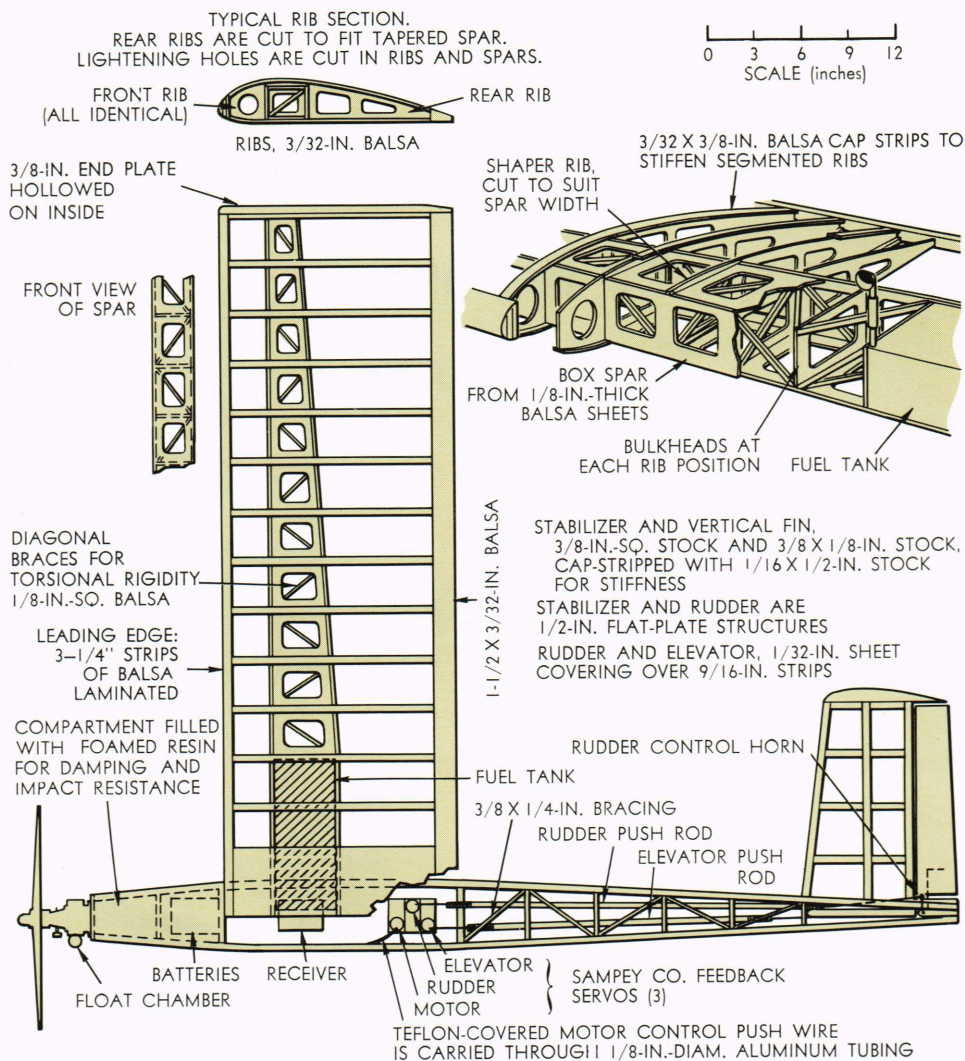 TYPICAL RIB SECTION.
REAR RIBS ARE CUT TO FIT TAPERED SPAR.
LIGHTENING HOLES ARE CUT IN RIBS AND SPARS.
0 3 6 9 12
SCALE (inches)
FRONT RIB
(ALL IDENTICAL)
REAR RIB
RIBS, 3/32-IN. BALSA
3/8-IN. END PLATE
HOLLOWED
ON INSIDE
SHAPER RIB,
CUT TO SUIT
SPAR WIDTH
3/32 X 3/8-IN. BALSA CAP STRIPS TO
STIFFEN SEGMENTED RIBS
FRONT VIEW
OF SPAR
BOX SPAR
FROM 1/8-IN.-THICK
BALSA SHEETS
BULKHEADS AT
EACH RIB POSITION
FUEL TANK
DIAGONAL
BRACES FOR
TORSIONAL RIGIDITY
1/8-IN.-SQ. BALSA
1-1/2 X 3/32-IN. BALSA
STABILIZER AND VERTICAL FIN,
3/8-IN.-SQ. STOCK AND 3/8 X 1/8-IN. STOCK,
CAP-STRIPPED WITH 1/16 X 1/2-IN. STOCK
FOR STIFFNESS
STABILIZER AND RUDDER ARE
1/2-IN. FLAT-PLATE STRUCTURES
RUDDER AND ELEVATOR, 1/32-IN. SHEET
COVERING OVER 9/16-IN. STRIPS
LEADING EDGE:
3—1/4" STRIPS
OF BALSA
LAMINATED
COMPARTMENT FILLED
WITH FOAMED RESIN
FOR DAMPING AND
IMPACT RESISTANCE
RUDDER CONTROL HORN
FUEL TANK
3/8 X 1/4-IN. BRACING
RUDDER PUSH ROD
ELEVATOR PUSH
ROD
BATTERIES
FLOAT CHAMBER
RECEIVER
ELEVATOR
RUDDER
MOTOR
SAMPEY CO. FEEDBACK
SERVOS (3)
TEFLON-COVERED MOTOR CONTROL PUSH WIRE
IS CARRIED THROUGH 1/8-IN.-DIAM. ALUMINUM TUBING